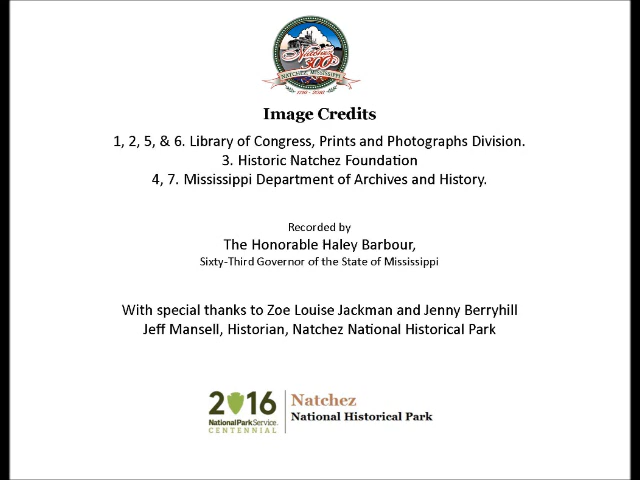 Natchez
300
NATCHEZ, MISSISSIPPI
1716 - 2016
Image Credits
1, 2, 5, & 6. Library of Congress, Prints and Photographs Division.
3. Historic Natchez Foundation
4, 7. Mississippi Department of Archives and History.
Recorded by
The Honorable Haley Barbour,
Sixty-Third Governor of the State of Mississippi
With special thanks to Zoe Louise Jackman and Jenny Berryhill
Jeff Mansell, Historian, Natchez National Historical Park
2016
National Park Service
CENTENNIAL
Natchez
National Historical Park